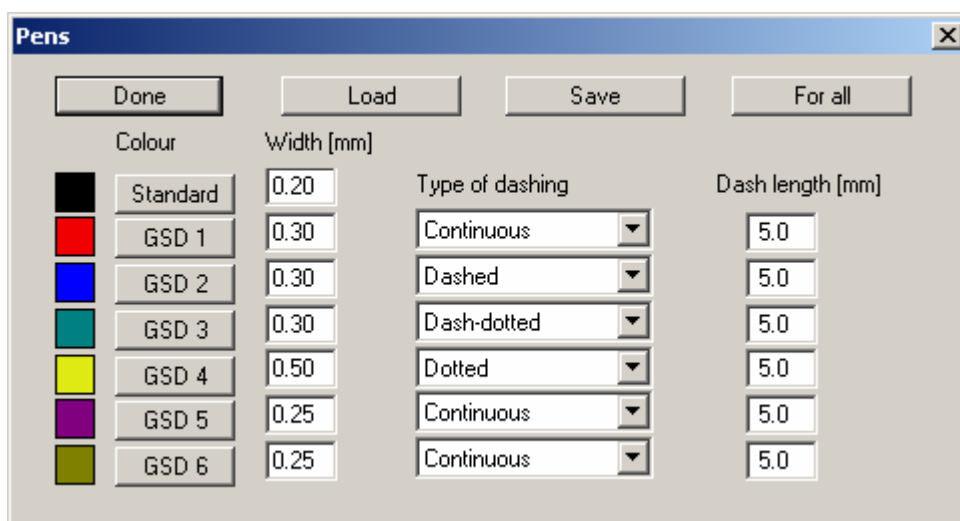 Pens
Done Load Save For all
Colour Width [mm]
Standard 0.20 Type of dashing Dash length [mm]
GSD 1 0.30 Continuous 5.0
GSD 2 0.30 Dashed 5.0
GSD 3 0.30 Dash-dotted 5.0
GSD 4 0.50 Dotted 5.0
GSD 5 0.25 Continuous 5.0
GSD 6 0.25 Continuous 5.0